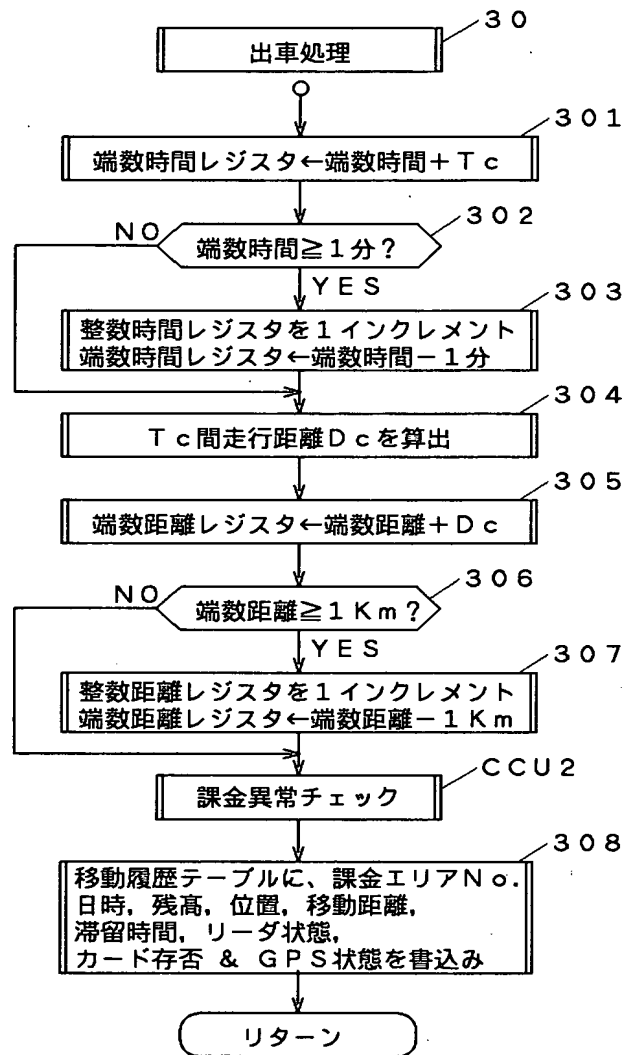 30
出車処理
301
端数時間レジスタ←端数時間+Tc
302
NO
端数時間≧1分?
YES
303
整数時間レジスタを1インクレメント
端数時間レジスタ←端数時間-1分
304
Tc間走行距離Dcを算出
305
端数距離レジスタ←端数距離+Dc
306
NO
端数距離≧1Km?
YES
307
整数距離レジスタを1インクレメント
端数距離レジスタ←端数距離-1Km
CCU2
課金異常チェック
308
移動履歴テーブルに、課金エリアNo.
日時,残髙,位置,移動距離,
滞留時間,リーダ状態,
カード存否 & GPS状態を書込み
リターン